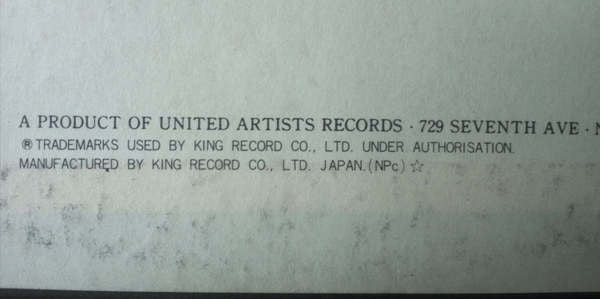 A PRODUCT OF UNITED ARTISTS RECORDS · 729 SEVENTH AVE · N
® TRADEMARKS USED BY KING RECORD CO., LTD. UNDER AUTHORISATION.
MANUFACTURED BY KING RECORD CO., LTD. JAPAN.(NPc) ☆